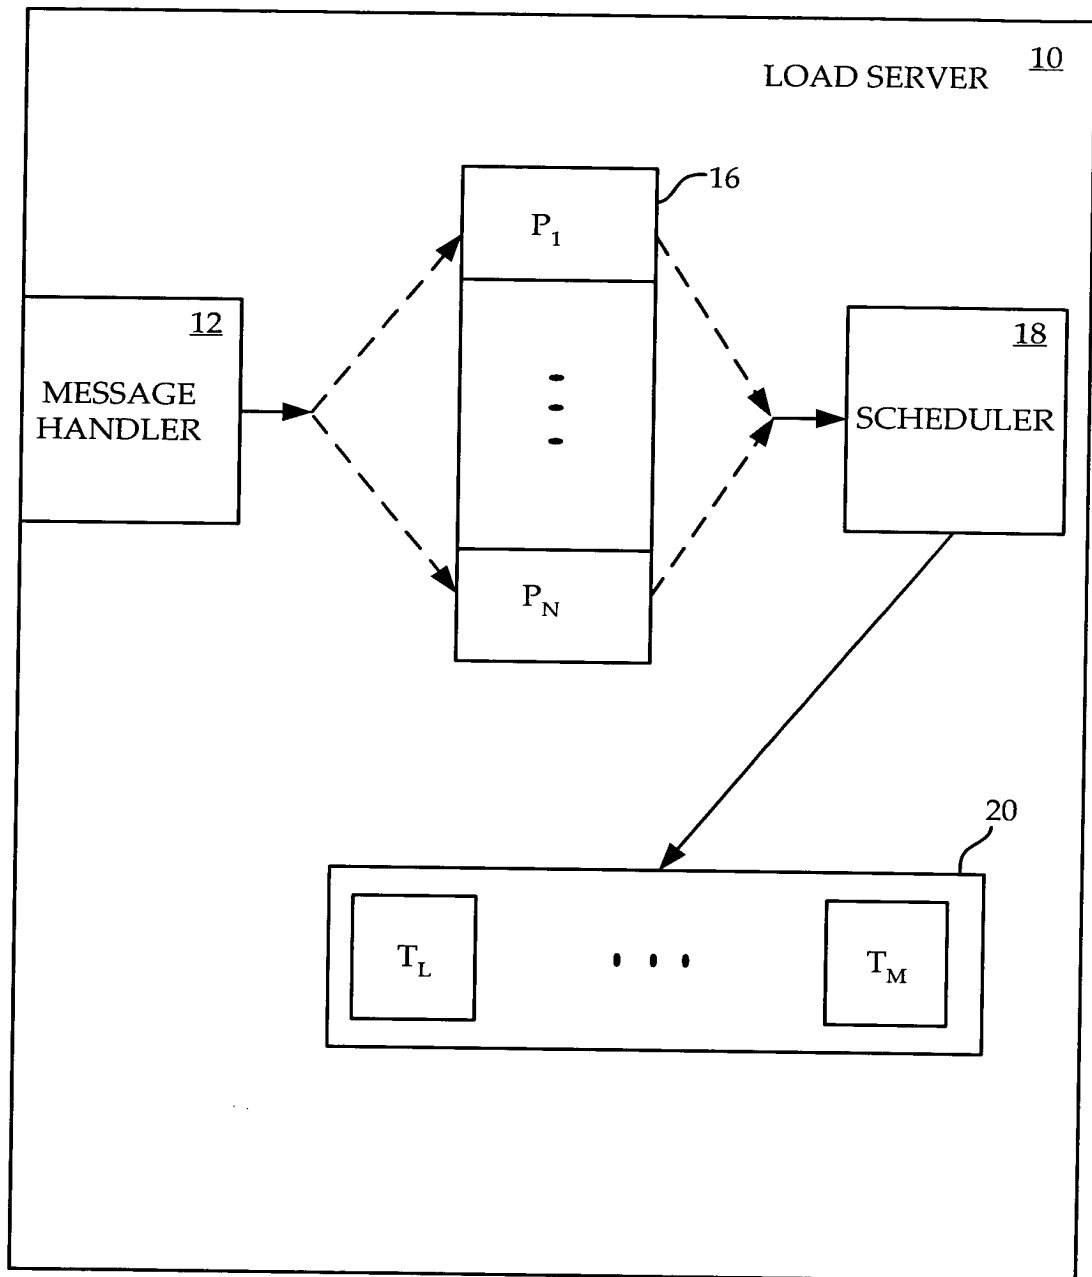 10
LOAD SERVER
16
P1
12
MESSAGE
HANDLER
18
SCHEDULER
PN
20
TL
TM